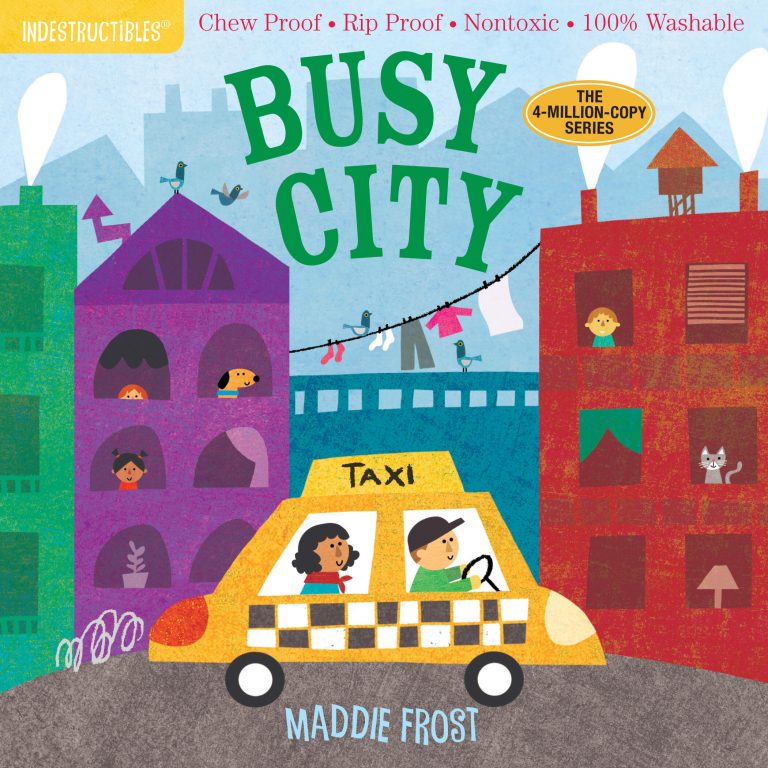 INDESTRUCTIBLES®
Chew Proof • Rip Proof • Nontoxic • 100% Washable
BUSY
CITY
THE
4-MILLION-COPY
SERIES
TAXI
MADDIE FROST